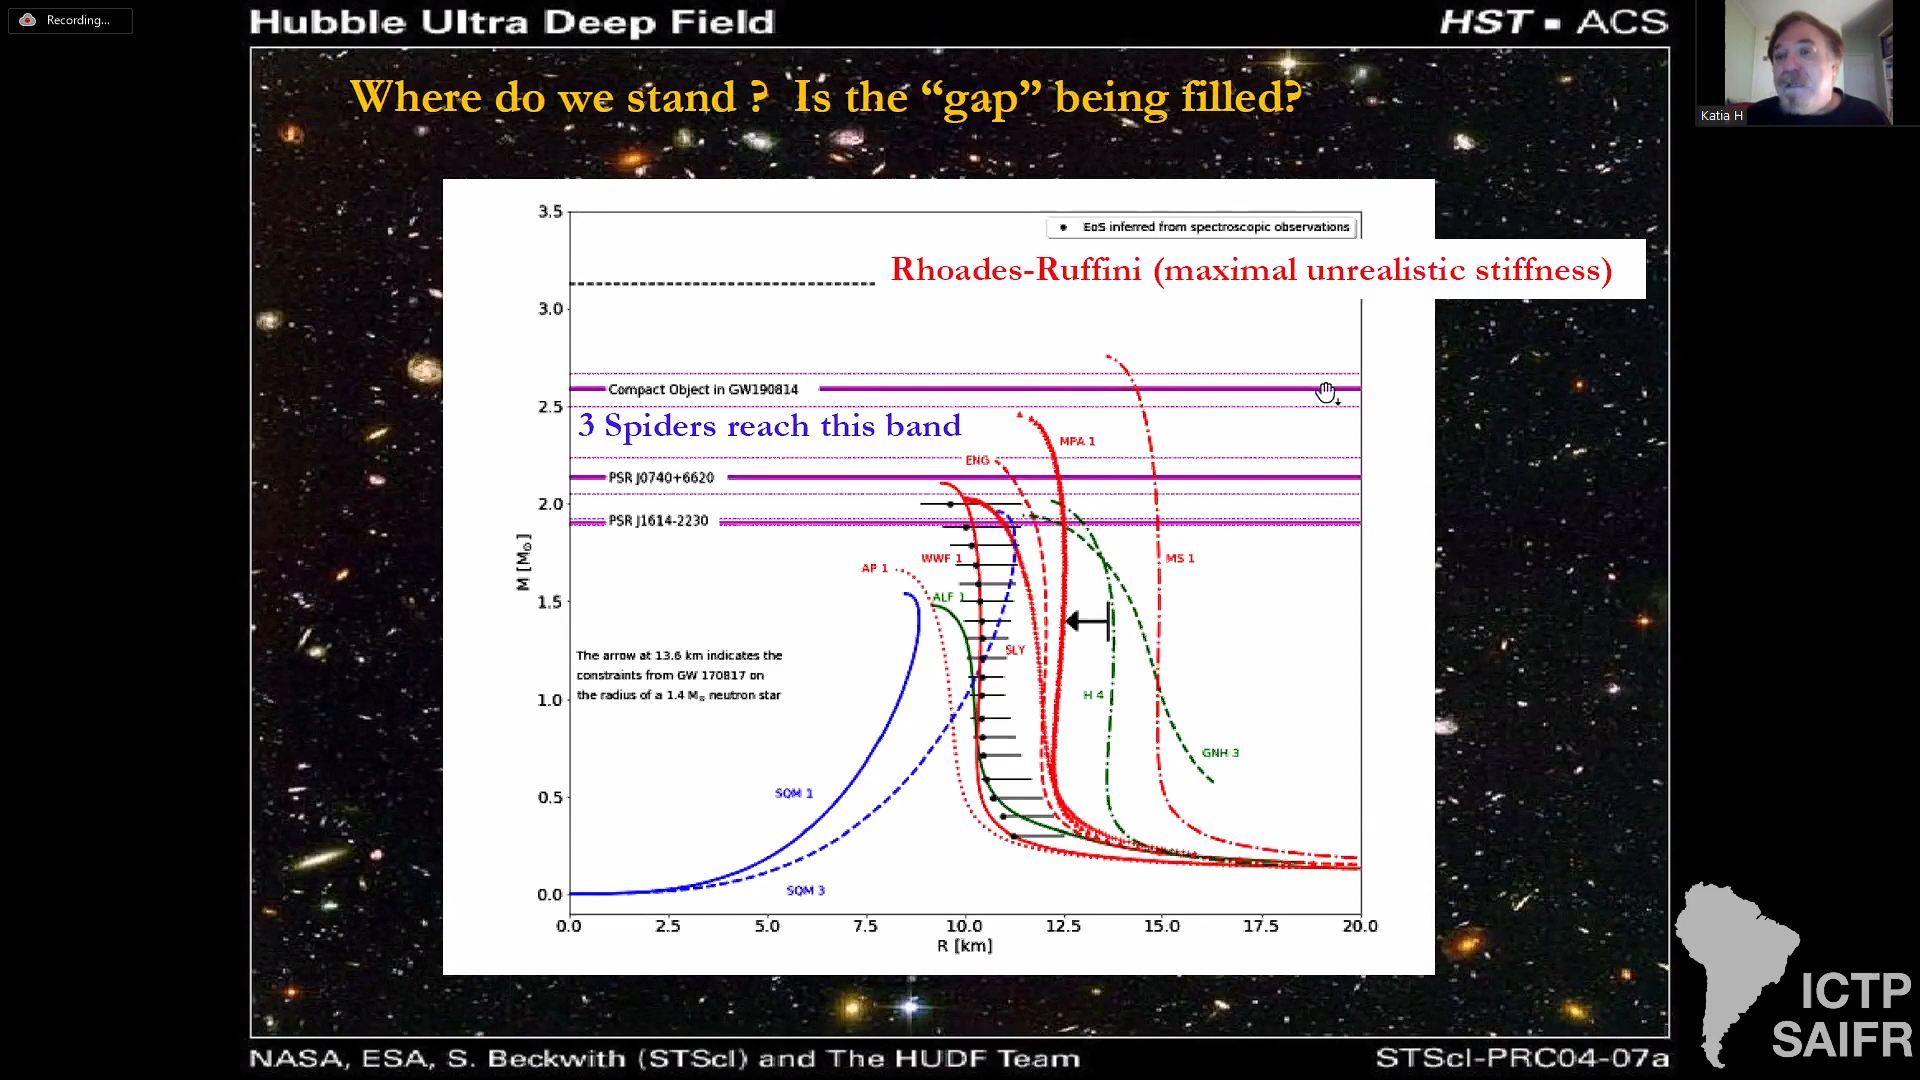 Recording...
Hubble Ultra Deep Field
HST ▪ ACS
Katia H
Where do we stand ? Is the “gap” being filled?
EoS inferred from spectroscopic observations
Rhoades-Ruffini (maximal unrealistic stiffness)
3.5
3.0
2.5
2.0
1.5
1.0
0.5
0.0
M [M⊙]
Compact Object in GW190814
3 Spiders reach this band
MPA 1
ENG
PSR J0740+6620
PSR J1614-2230
WWF 1
MS 1
AP 1
ALF 1
SLY
The arrow at 13.6 km indicates the
constraints from GW 170817 on
the radius of a 1.4 M⊙ neutron star
H 4
GNH 3
SQM 1
SQM 3
0.0 2.5 5.0 7.5 10.0 12.5 15.0 17.5 20.0
R [km]
ICTP
SAIFR
NASA, ESA, S. Beckwith (STScI) and The HUDF Team
STScI-PRC04-07a